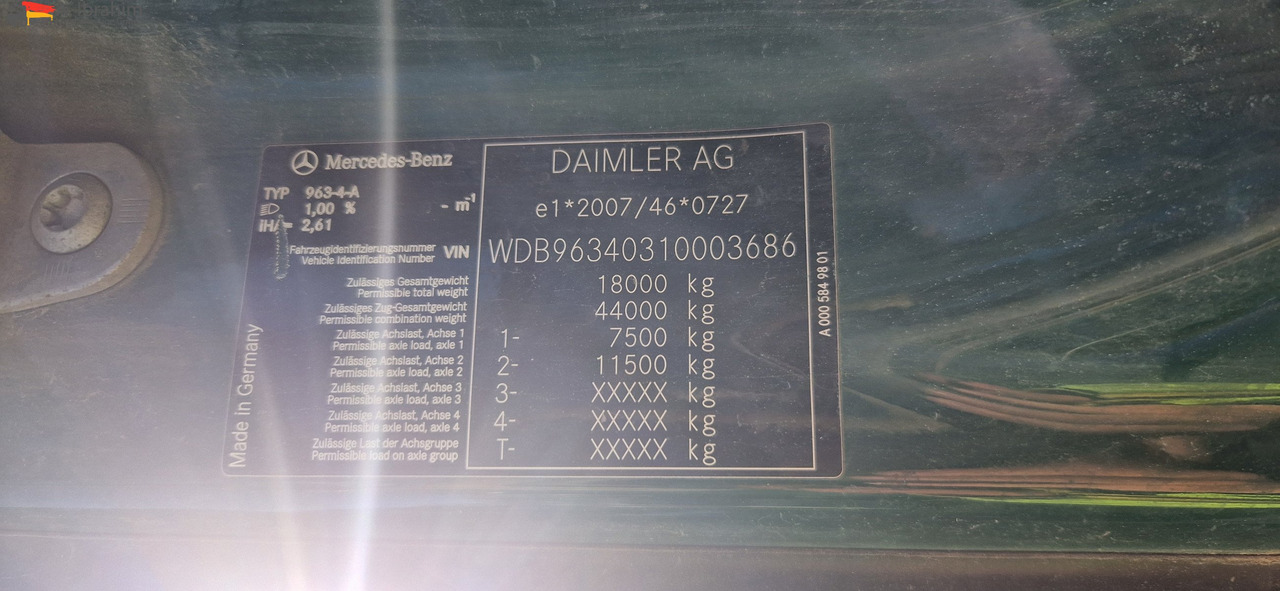 Ibrahim
Mercedes-Benz
TYP 963-4-A
1,00 % - m⁻¹
iHA= 2,61
DAIMLER AG
e1*2007/46*0727
Fahrzeugidentifizierungsnummer
Vehicle Identification Number
VIN WDB96340310003686
Zulässiges Gesamtgewicht
Permissible total weight
18000 kg
Zulässiges Zug-Gesamtgewicht
Permissible combination weight
44000 kg
Zulässige Achslast, Achse 1
Permissible axle load, axle 1
1- 7500 kg
Zulässige Achslast, Achse 2
Permissible axle load, axle 2
2- 11500 kg
Zulässige Achslast, Achse 3
Permissible axle load, axle 3
3- XXXXX kg
Zulässige Achslast, Achse 4
Permissible axle load, axle 4
4- XXXXX kg
Zulässige Last der Achsgruppe
Permissible load on axle group
T- XXXXX kg
Made in Germany
A 000 584 98 01